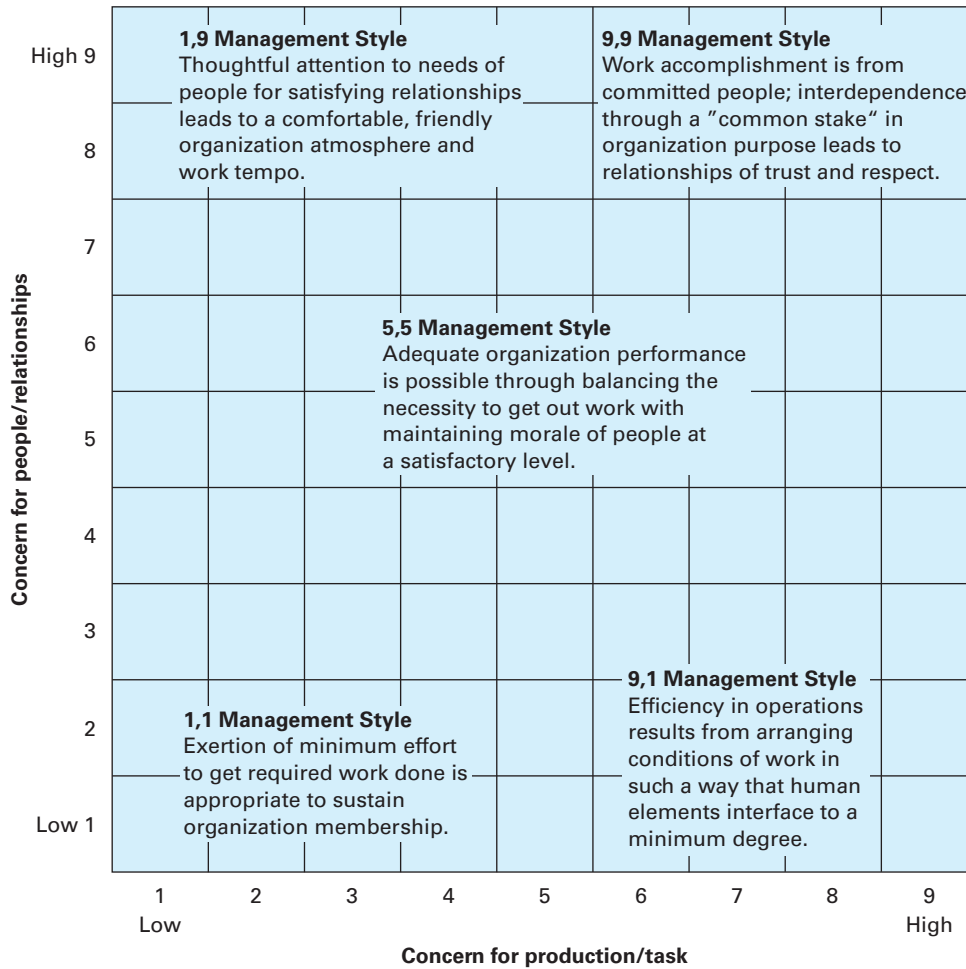 High 9
8
7
6
5
4
3
2
Low 1
Concern for people/relationships
1,9 Management Style
Thoughtful attention to needs of
people for satisfying relationships
leads to a comfortable, friendly
organization atmosphere and
work tempo.
9,9 Management Style
Work accomplishment is from
committed people; interdependence
through a ”common stake“ in
organization purpose leads to
relationships of trust and respect.
5,5 Management Style
Adequate organization performance
is possible through balancing the
necessity to get out work with
maintaining morale of people at
a satisfactory level.
1,1 Management Style
Exertion of minimum effort
to get required work done is
appropriate to sustain
organization membership.
9,1 Management Style
Efficiency in operations
results from arranging
conditions of work in
such a way that human
elements interface to a
minimum degree.
1 2 3 4 5 6 7 8 9
Low High
Concern for production/task